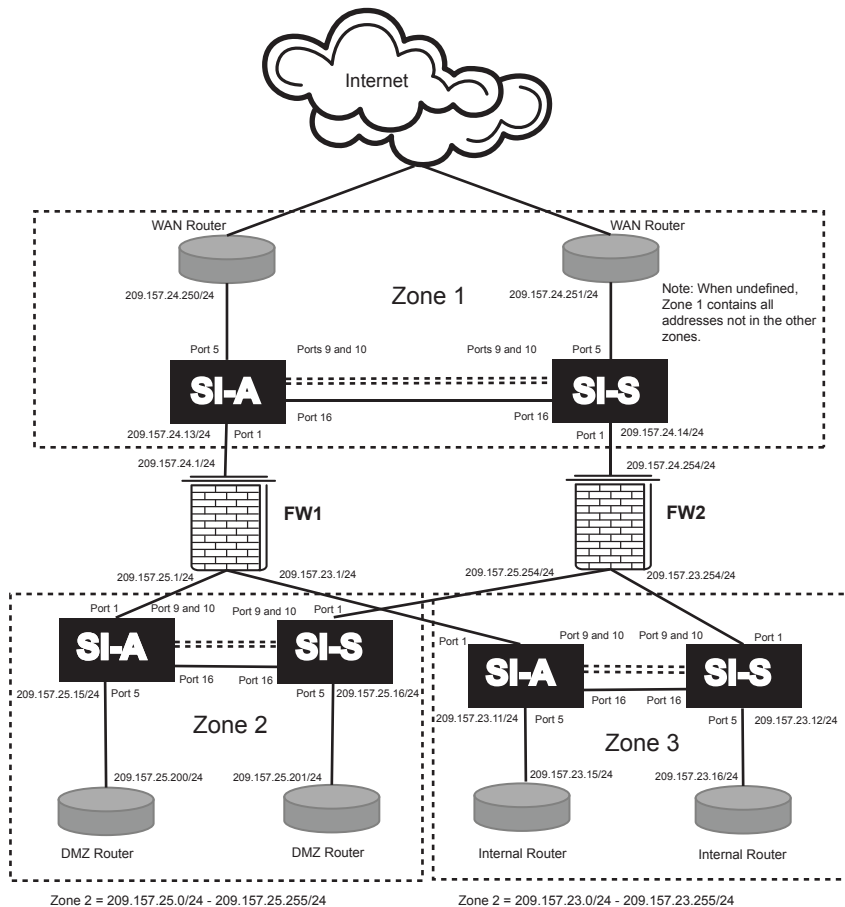 Internet
WAN Router
WAN Router
209.157.24.250/24
Zone 1
209.157.24.251/24
Note: When undefined,
Zone 1 contains all
addresses not in the other
zones.
Port 5
Ports 9 and 10
Ports 9 and 10
Port 5
SI-A
SI-S
Port 16
Port 16
209.157.24.13/24
Port 1
Port 1
209.157.24.14/24
209.157.24.1/24
209.157.24.254/24
FW1
FW2
209.157.25.1/24
209.157.23.1/24
209.157.25.254/24
209.157.23.254/24
Port 1
Port 9 and 10
Port 9 and 10
Port 1
SI-A
SI-S
Port 16
Port 16
209.157.25.15/24
Port 5
Port 5
209.157.25.16/24
Zone 2
209.157.25.200/24
209.157.25.201/24
DMZ Router
DMZ Router
Port 1
Port 9 and 10
Port 9 and 10
Port 1
SI-A
SI-S
Port 16
Port 16
209.157.23.11/24
Port 5
Port 5
209.157.23.12/24
Zone 3
209.157.23.15/24
209.157.23.16/24
Internal Router
Internal Router
Zone 2 = 209.157.25.0/24 - 209.157.25.255/24
Zone 2 = 209.157.23.0/24 - 209.157.23.255/24